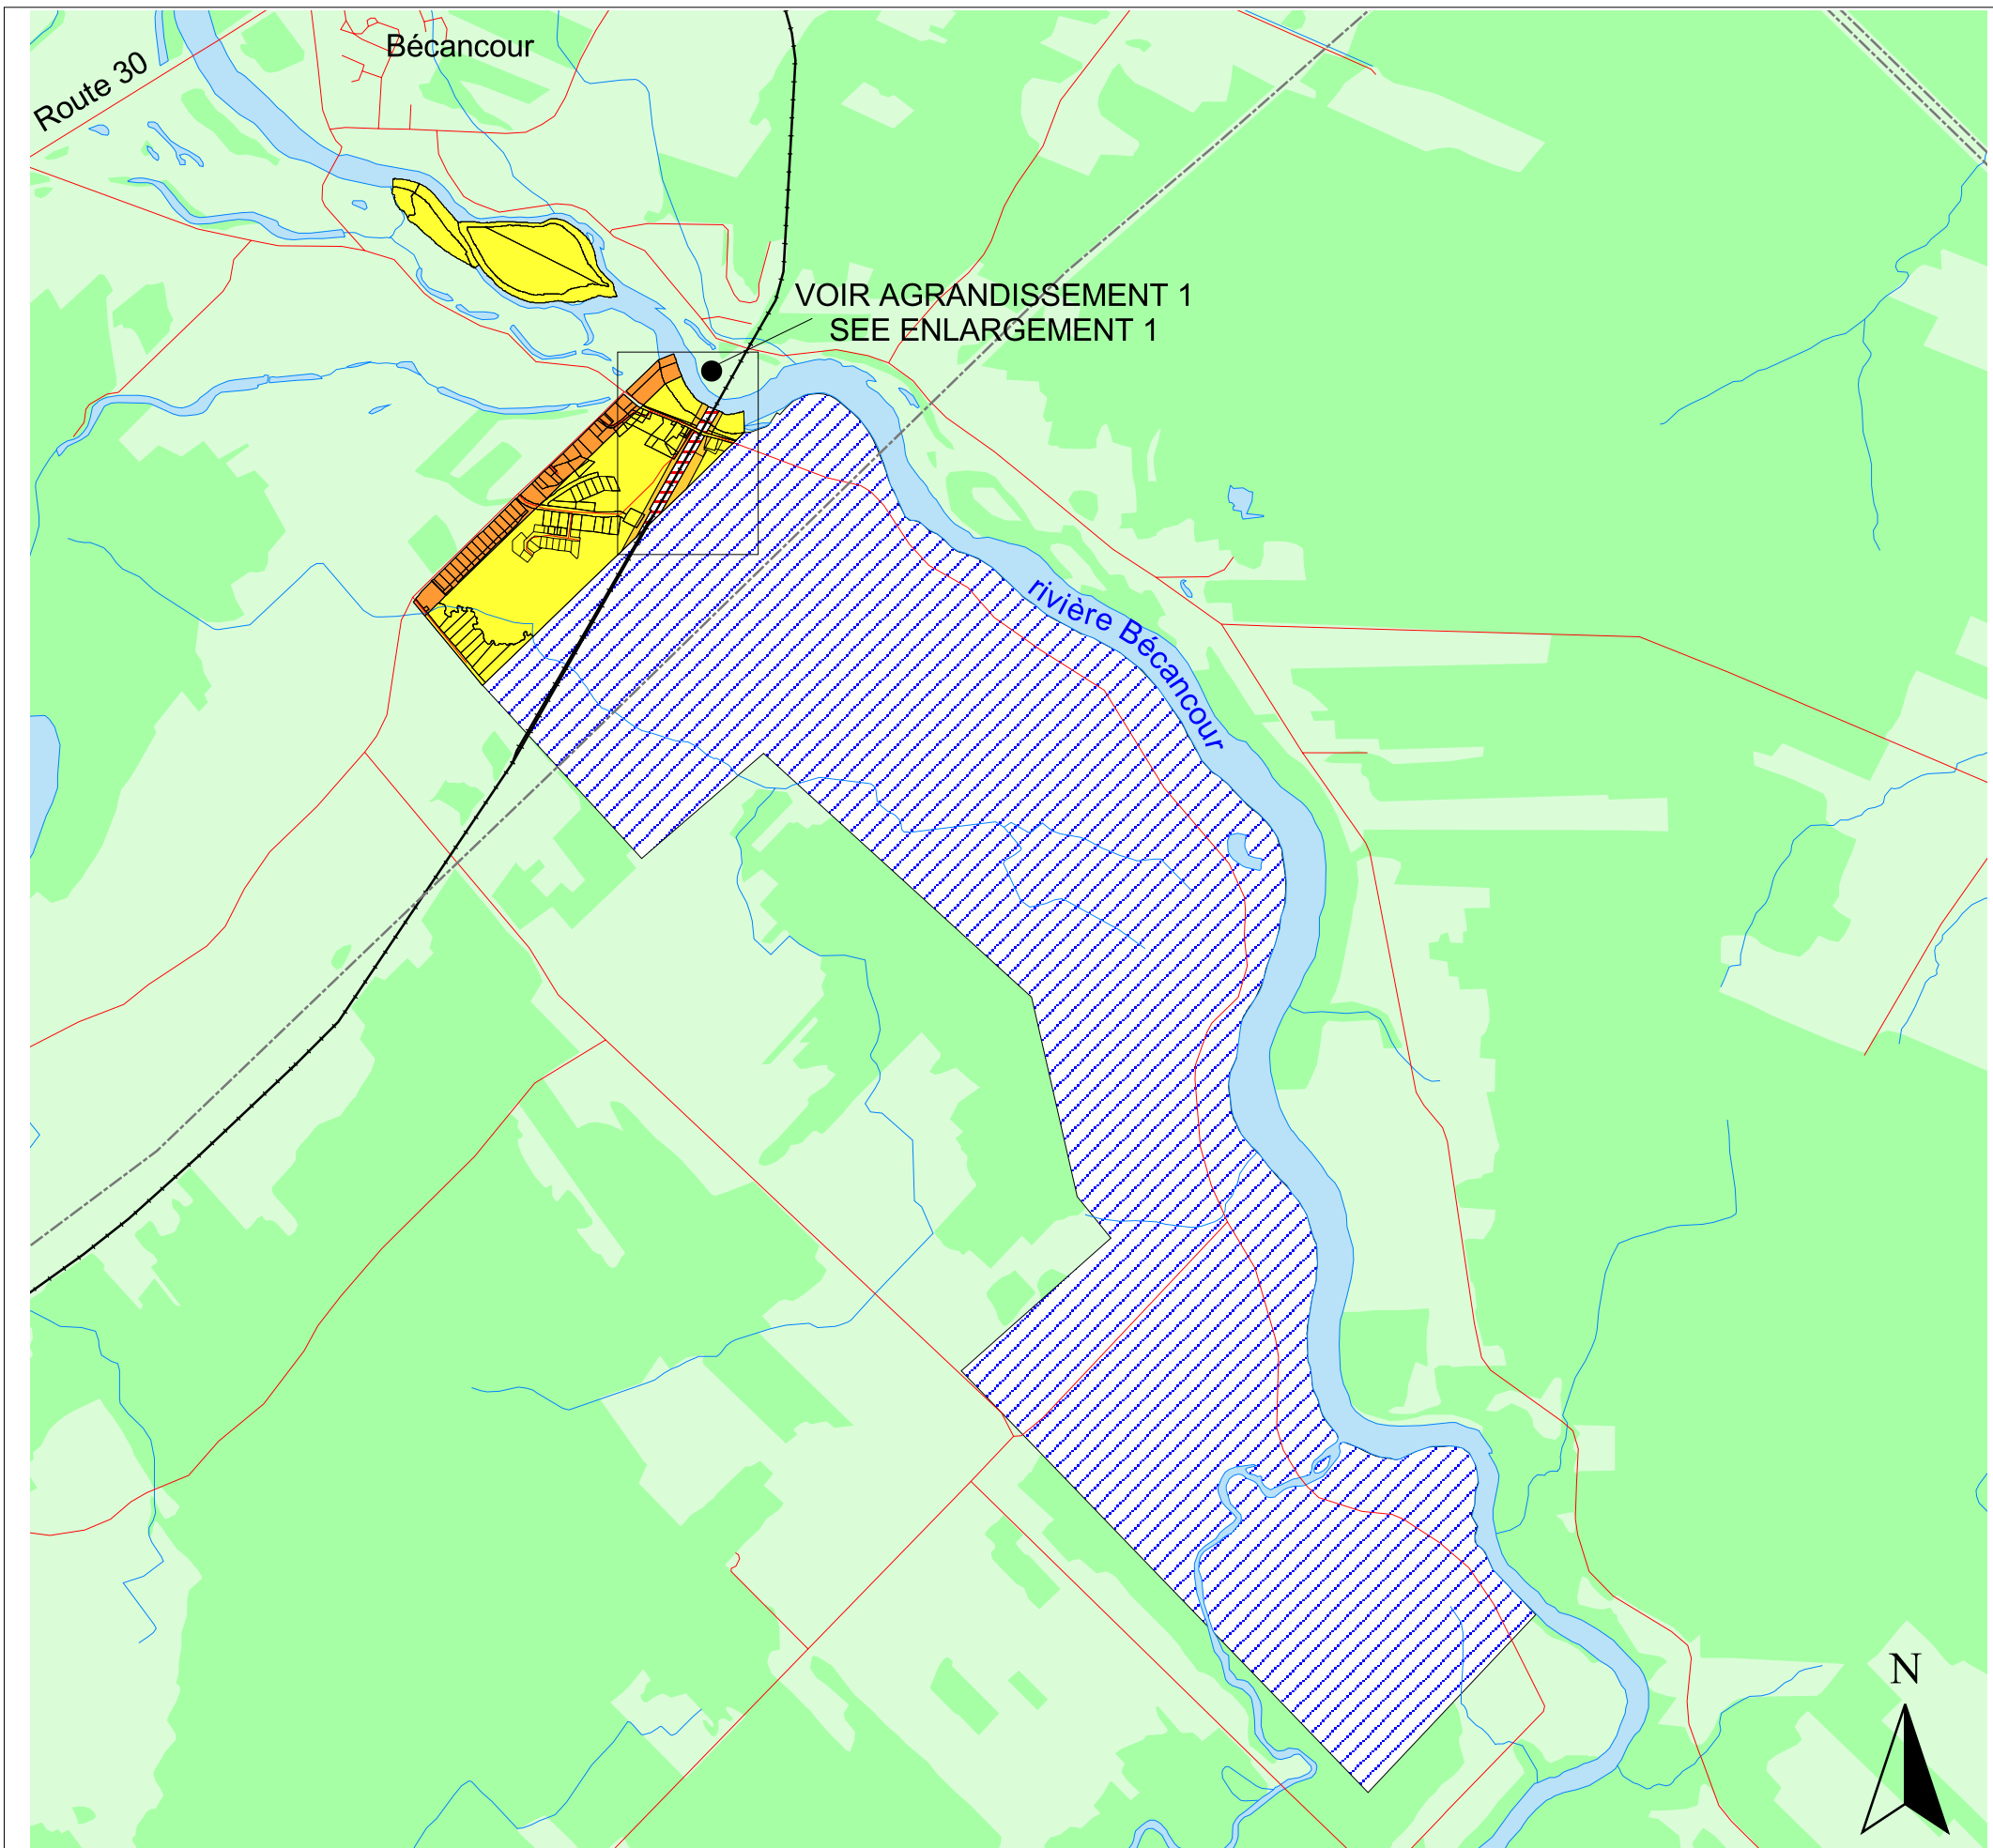 Bécancour
Route 30
VOIR AGRANDISSEMENT 1
SEE ENLARGEMENT 1
rivière Bécancour
N